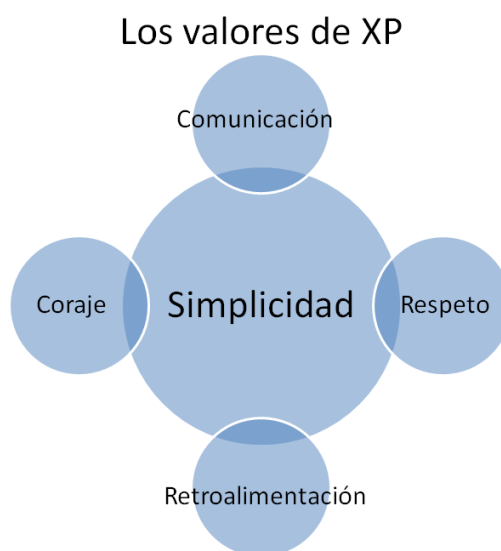 Los valores de XP
Comunicación
Coraje
Simplicidad
Respeto
Retroalimentación